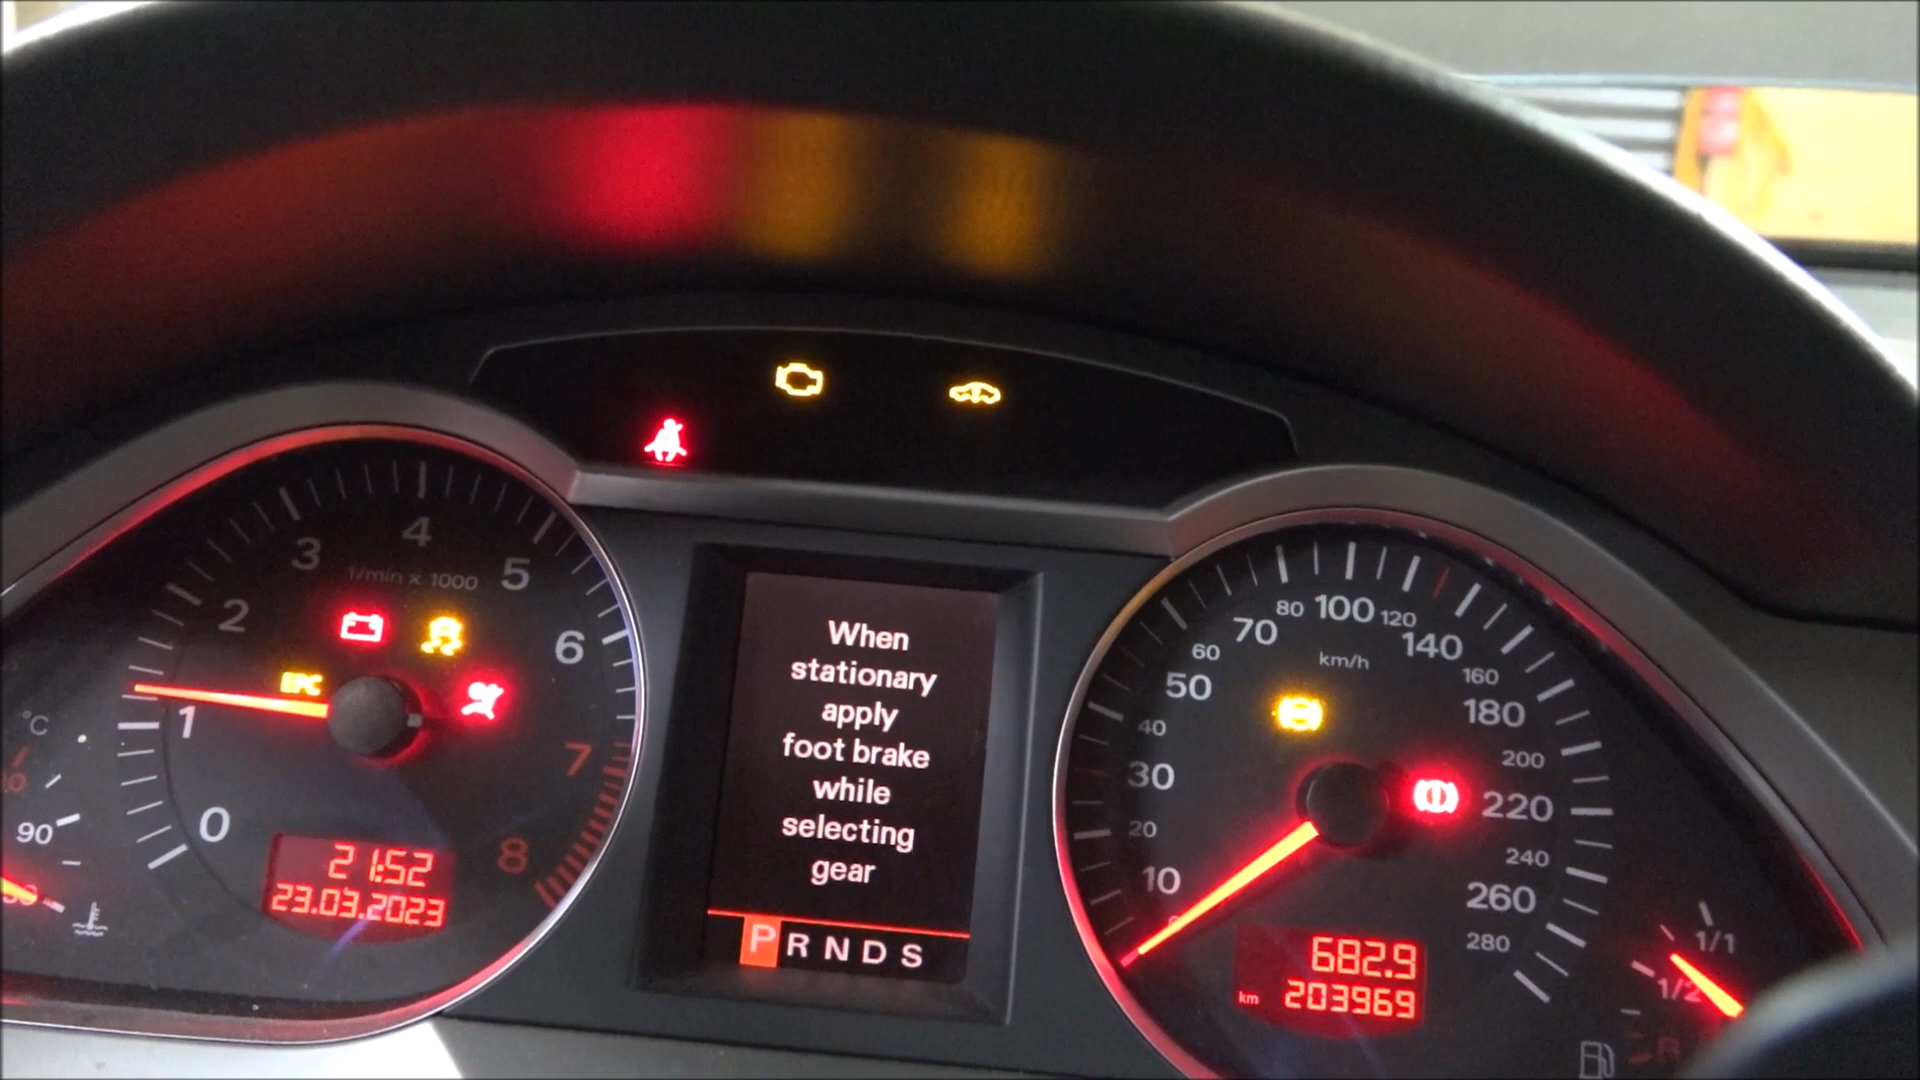 3
4
5
1/min x 1000
2
6
EPC
1
7
°C
90
0
8
21:52
23.03.2023
When
stationary
apply
foot brake
while
selecting
gear
P R N D S
80
100
120
70
140
60
km/h
160
50
180
40
200
30
220
20
240
10
260
280
682.9
km 203969
1/1
1/2
R